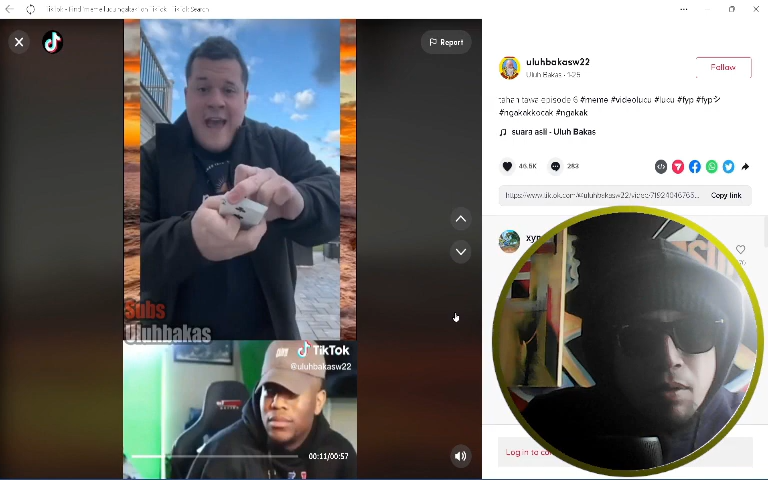 Report
uluhbakasw22
Uluh Bakas · 1-26
Follow
tahan tawa episode 6 #meme #videolucu #lucu #fyp #fypシ
#ngakakkocak #ngakak
suara asli - Uluh Bakas
46.5K
283
Copy link
Subs
Uluhbakas
TikTok
@uluhbakasw22
00:11/00:57
Log in to co